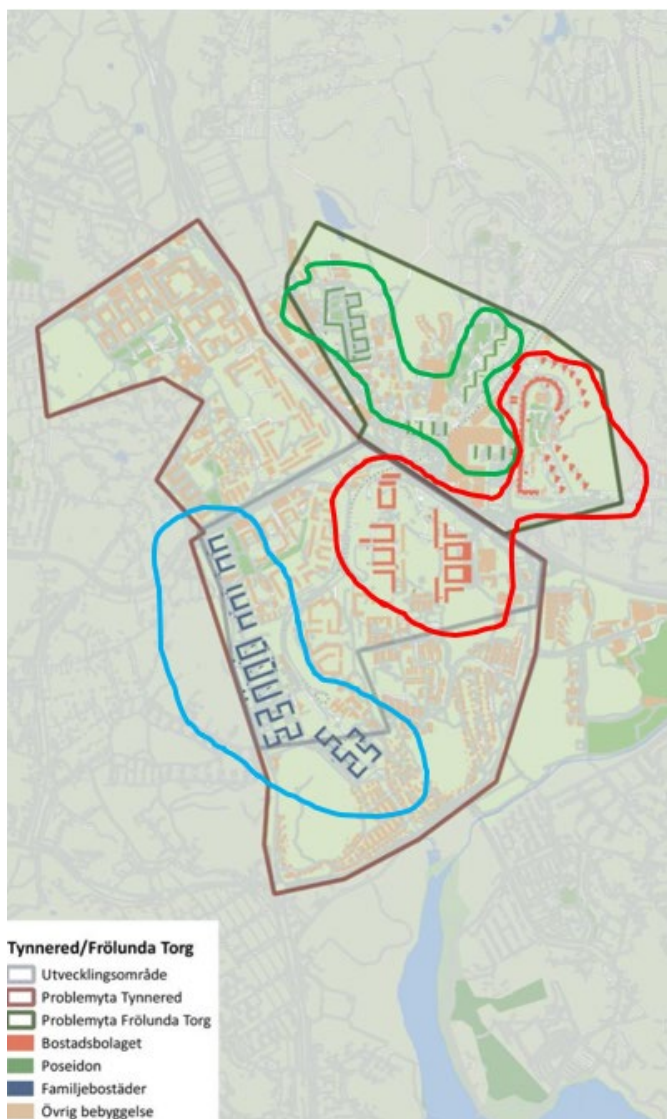 Tynnered/Frölunda Torg
Utvecklingsområde
Problemyta Tynnered
Problemyta Frölunda Torg
Bostadsbolaget
Poseidon
Familjebostäder
Övrig bebyggelse